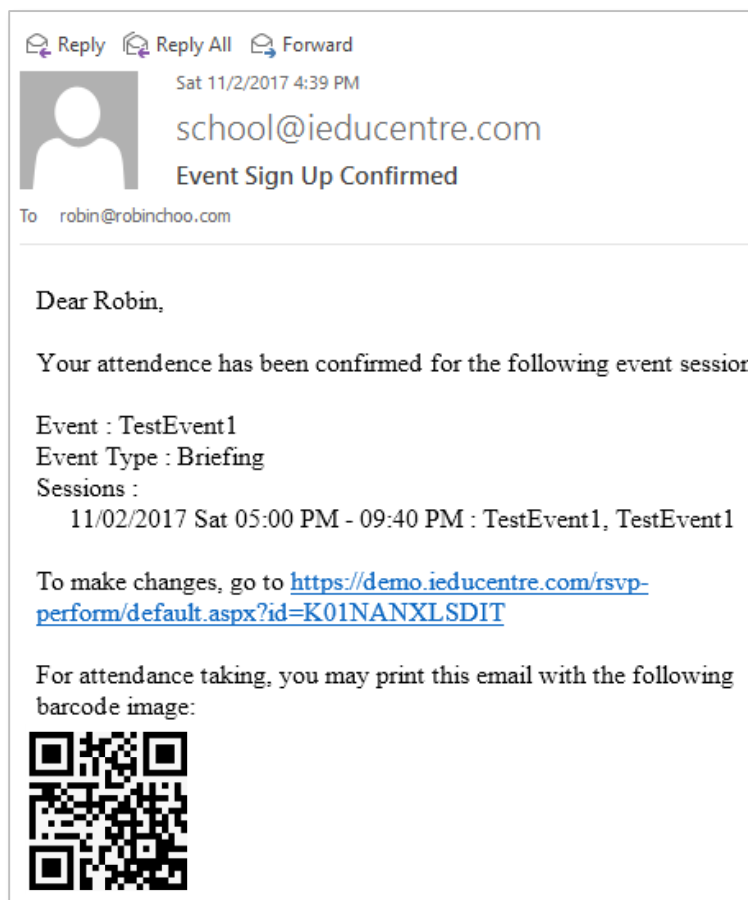 Reply Reply All Forward
Sat 11/2/2017 4:39 PM
school@ieducentre.com
Event Sign Up Confirmed
To robin@robinchoo.com
Dear Robin,
Your attendence has been confirmed for the following event session
Event : TestEvent1
Event Type : Briefing
Sessions :
11/02/2017 Sat 05:00 PM - 09:40 PM : TestEvent1, TestEvent1
To make changes, go to https://demo.ieducentre.com/rsvp-
perform/default.aspx?id=K01NANXLSDIT
For attendance taking, you may print this email with the following
barcode image: